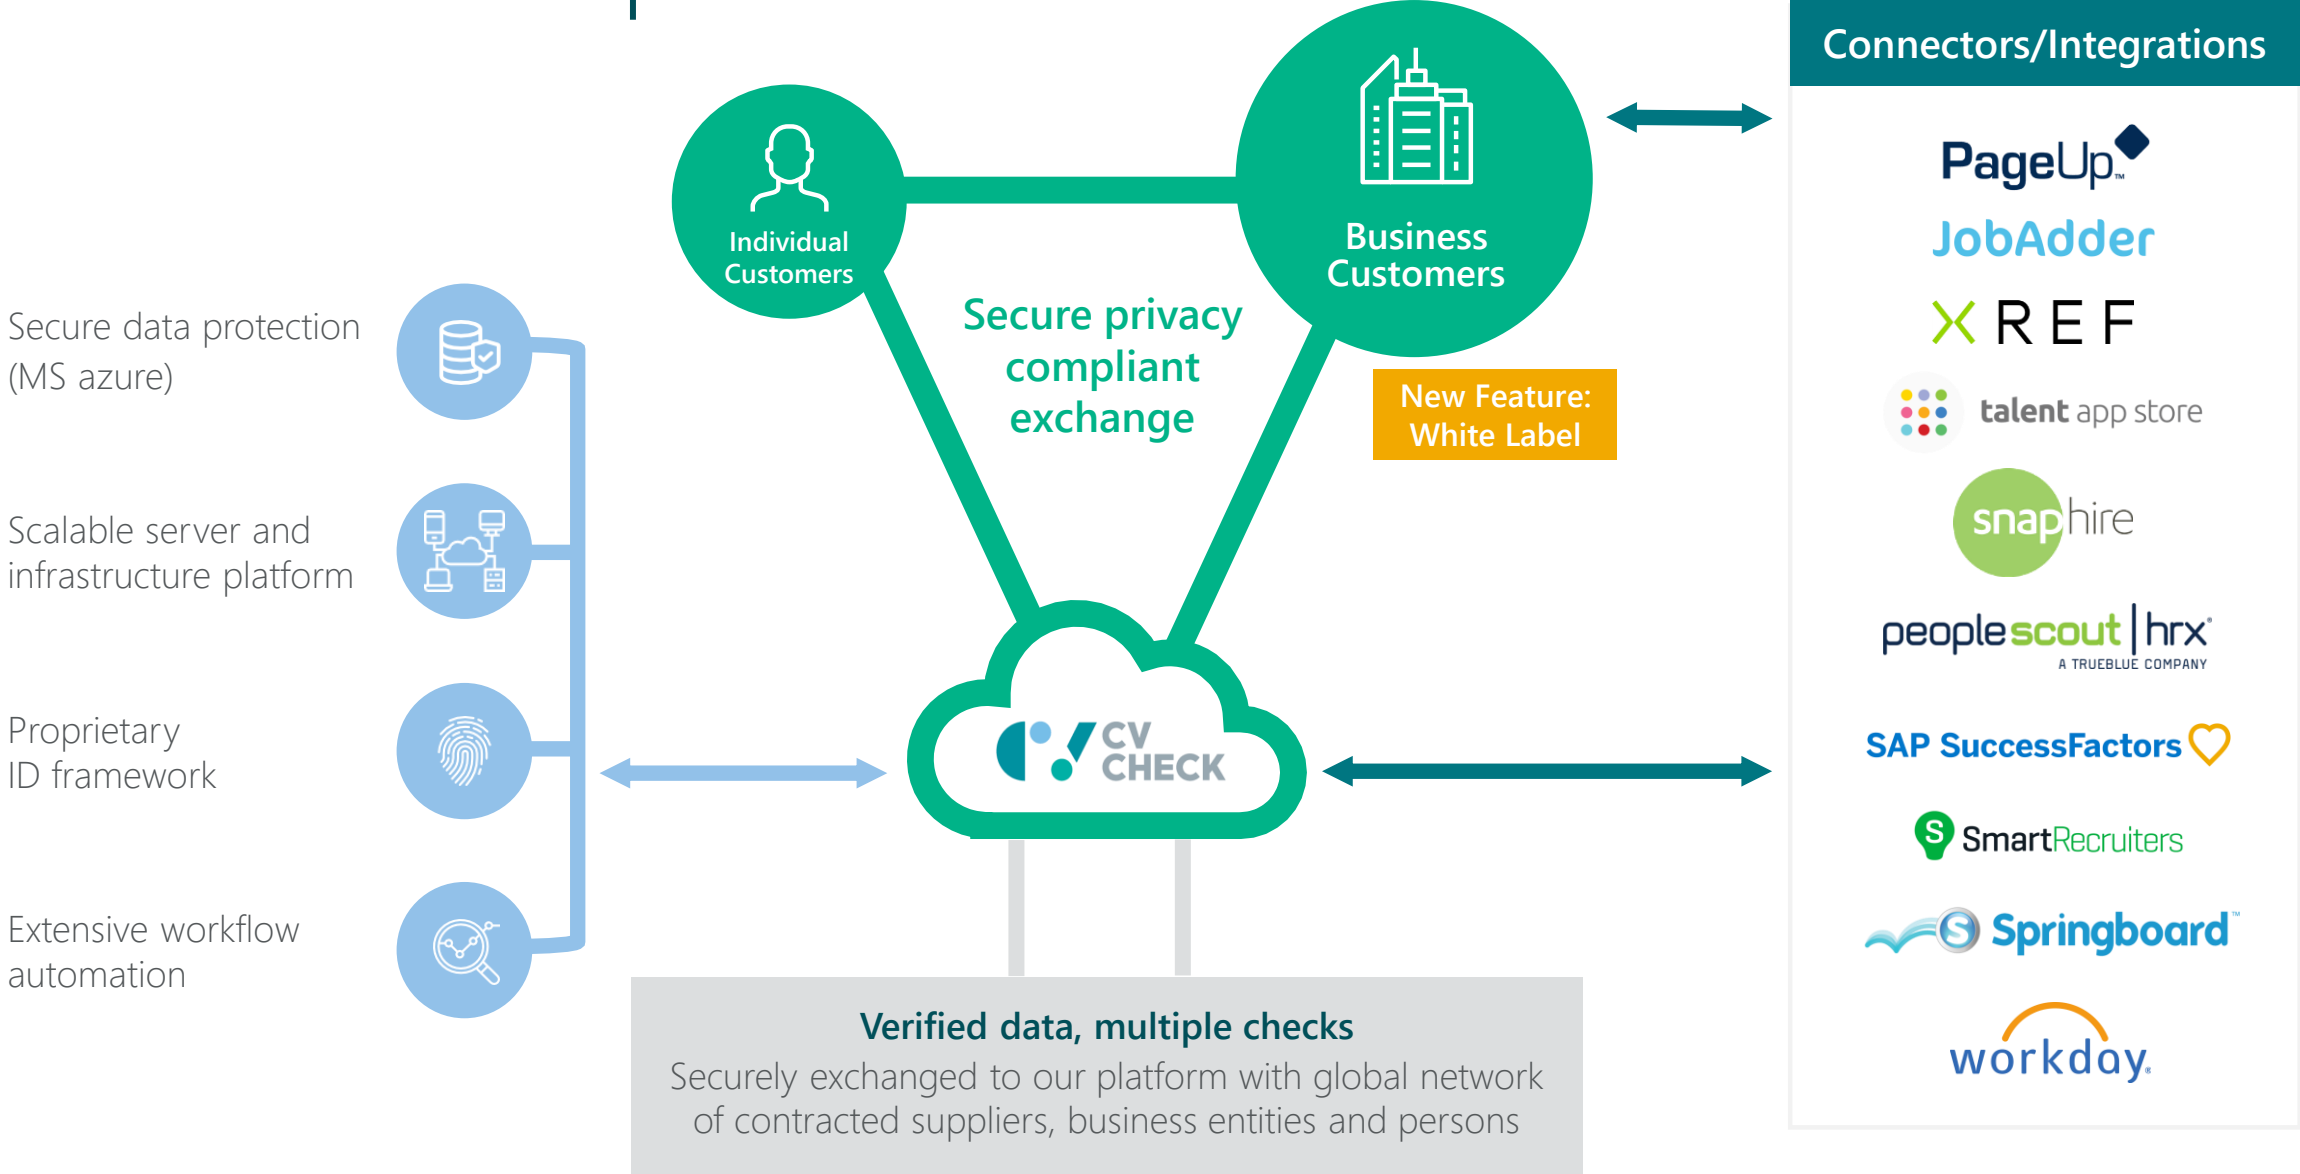 Secure data protection
(MS azure)
Scalable server and
infrastructure platform
Proprietary
ID framework
Extensive workflow
automation
Individual
Customers
Business
Customers
Secure privacy
compliant
exchange
New Feature:
White Label
CV
CHECK
Verified data, multiple checks
Securely exchanged to our platform with global network
of contracted suppliers, business entities and persons
Connectors/Integrations
PageUp™
JobAdder
XREF
talent app store
snaphire
peoplescout|hrx®
A TRUEBLUE COMPANY
SAP SuccessFactors
S SmartRecruiters
S Springboard™
workday®